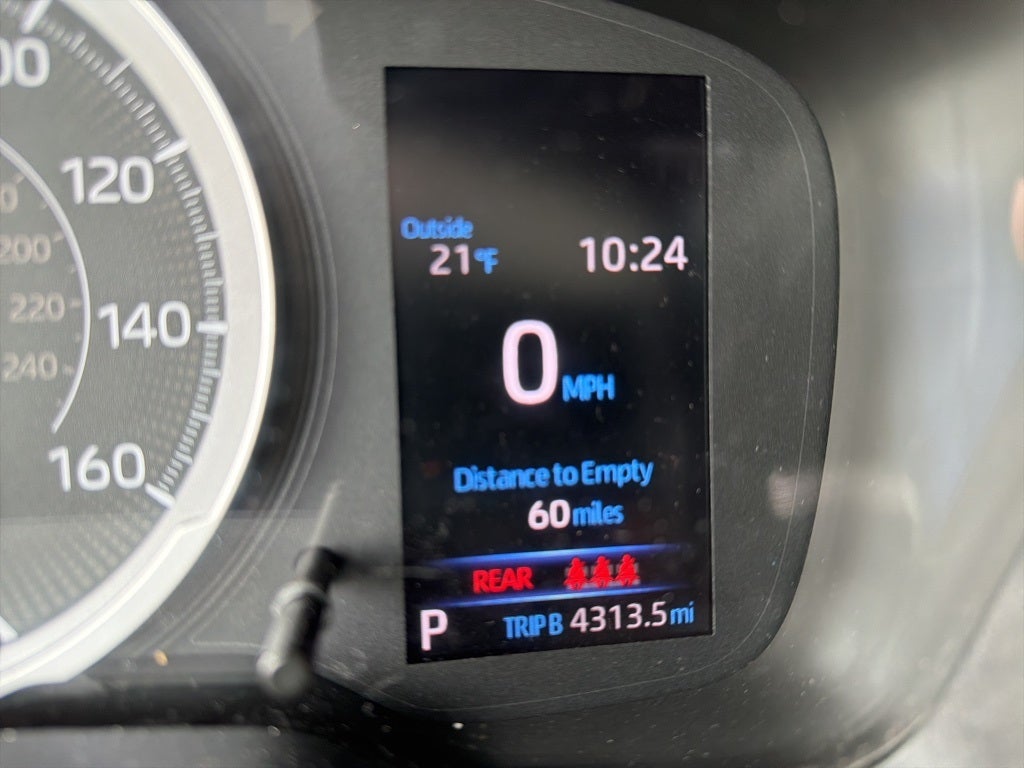 120
200
220
140
240
160
Outside
21°F
10:24
0 MPH
Distance to Empty
60 miles
REAR
P
TRIP B 4313.5 mi